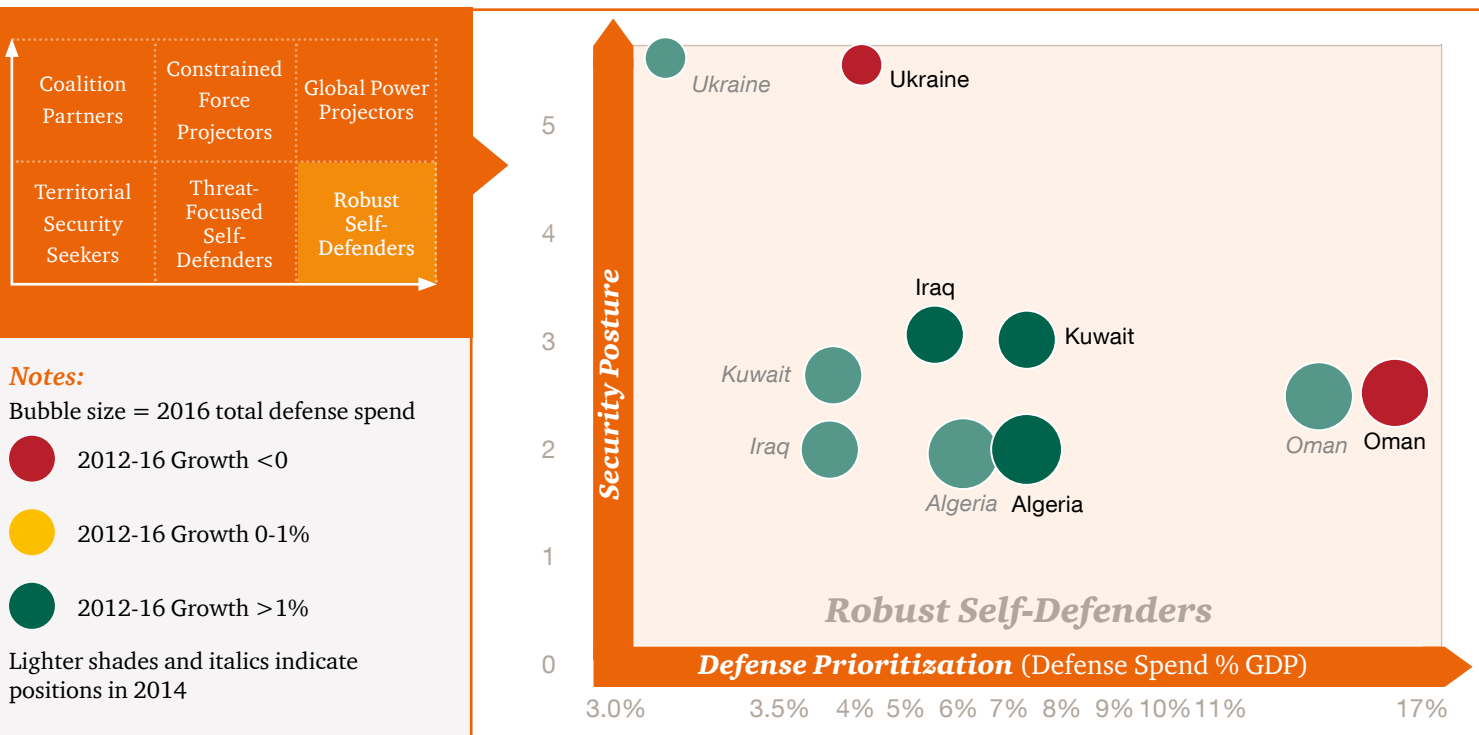 Coalition
Partners
Constrained
Force
Projectors
Global Power
Projectors
Territorial
Security
Seekers
Threat-
Focused
Self-
Defenders
Robust
Self-
Defenders
Notes:
Bubble size = 2016 total defense spend
2012-16 Growth <0
2012-16 Growth 0-1%
2012-16 Growth >1%
Lighter shades and italics indicate
positions in 2014
Security Posture
5
4
3
2
1
0
Ukraine
Ukraine
Iraq
Kuwait
Kuwait
Iraq
Algeria
Algeria
Oman
Oman
Robust Self-Defenders
Defense Prioritization (Defense Spend % GDP)
3.0% 3.5% 4% 5% 6% 7% 8% 9% 10% 11% 17%